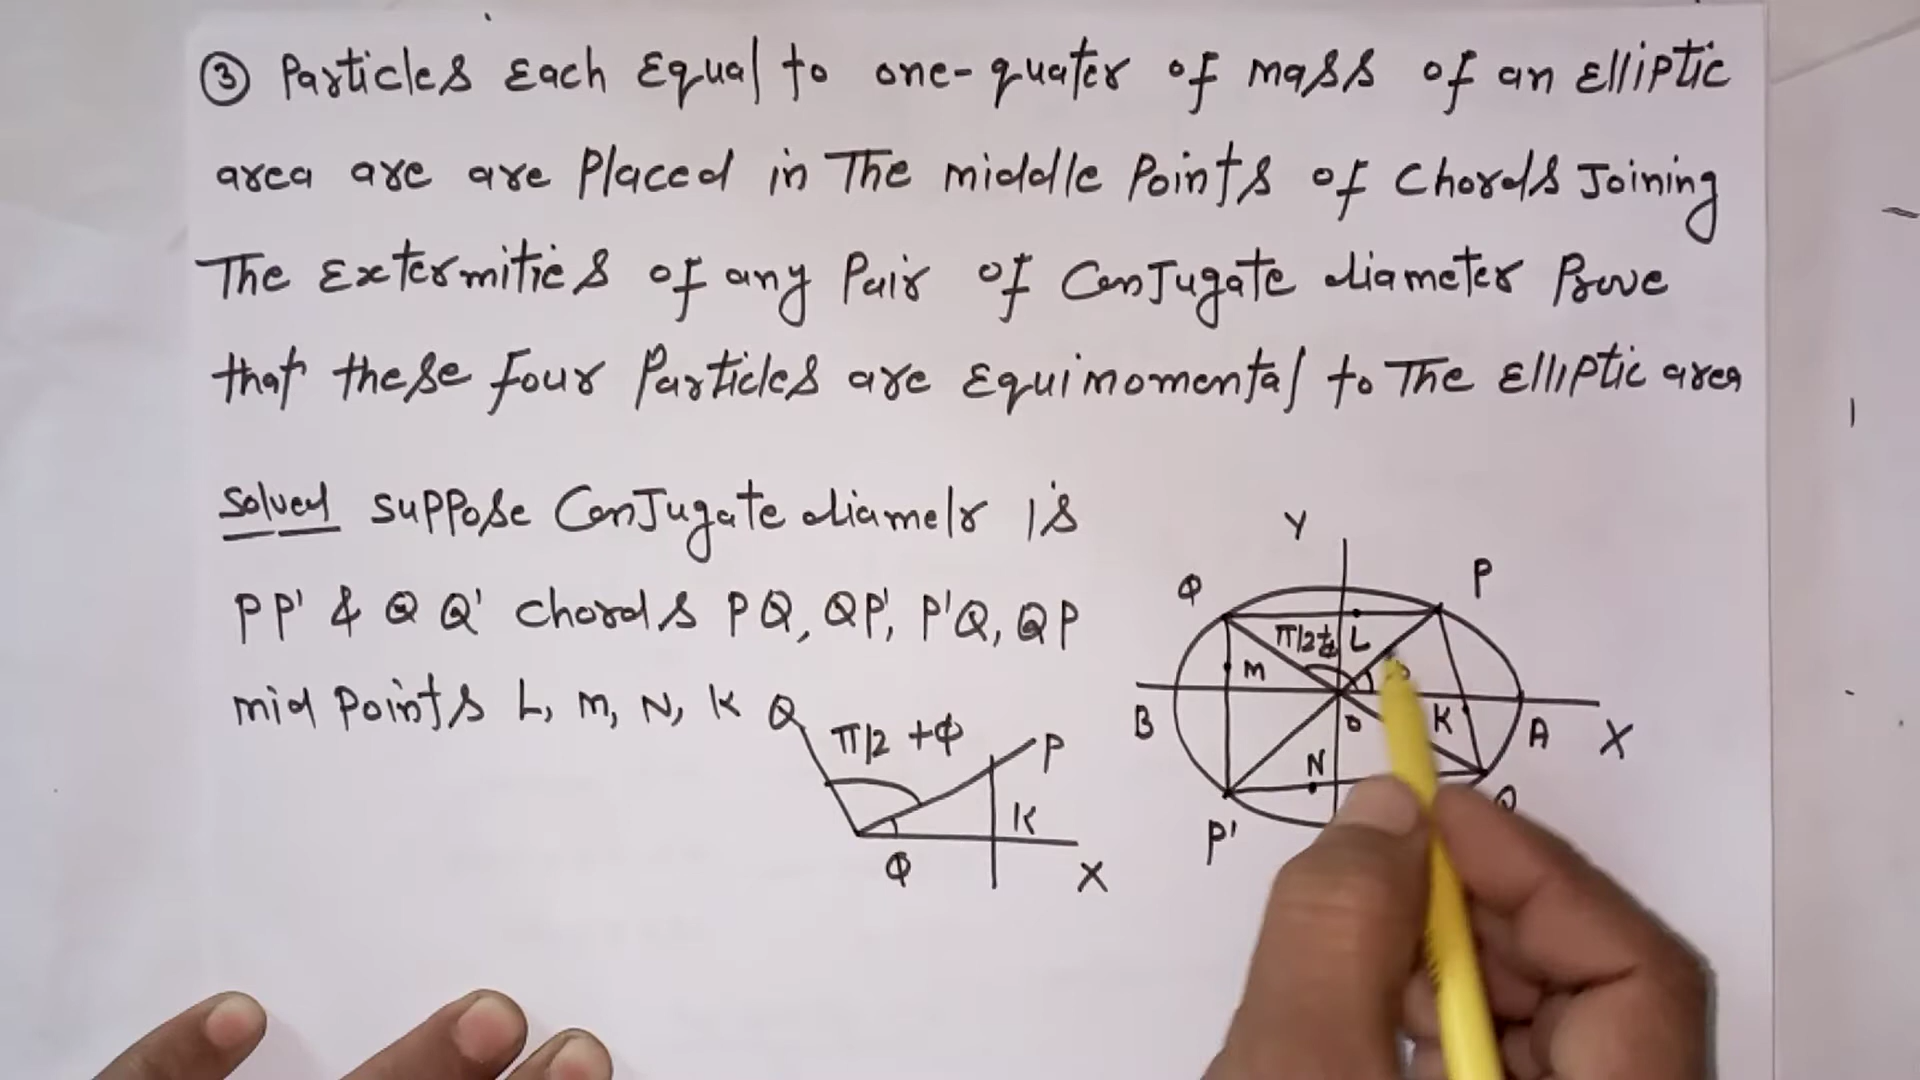 ③ Particles Each Equal to one-quater of mass of an Elliptic
area are are Placed in The middle Points of Chords Joining
The Extermities of any Pair of Conjugate diameter Prove
that these four Particles are Equimomental to The Elliptic area
Solved suppose Conjugate diametr is
PP' & QQ' chords PQ, QP', P'Q, QP
mid Points L, M, N, K
Q π/2 + Φ P
K
Φ X
Y
Q P
π/2 L
M
B O K A X
N
P'